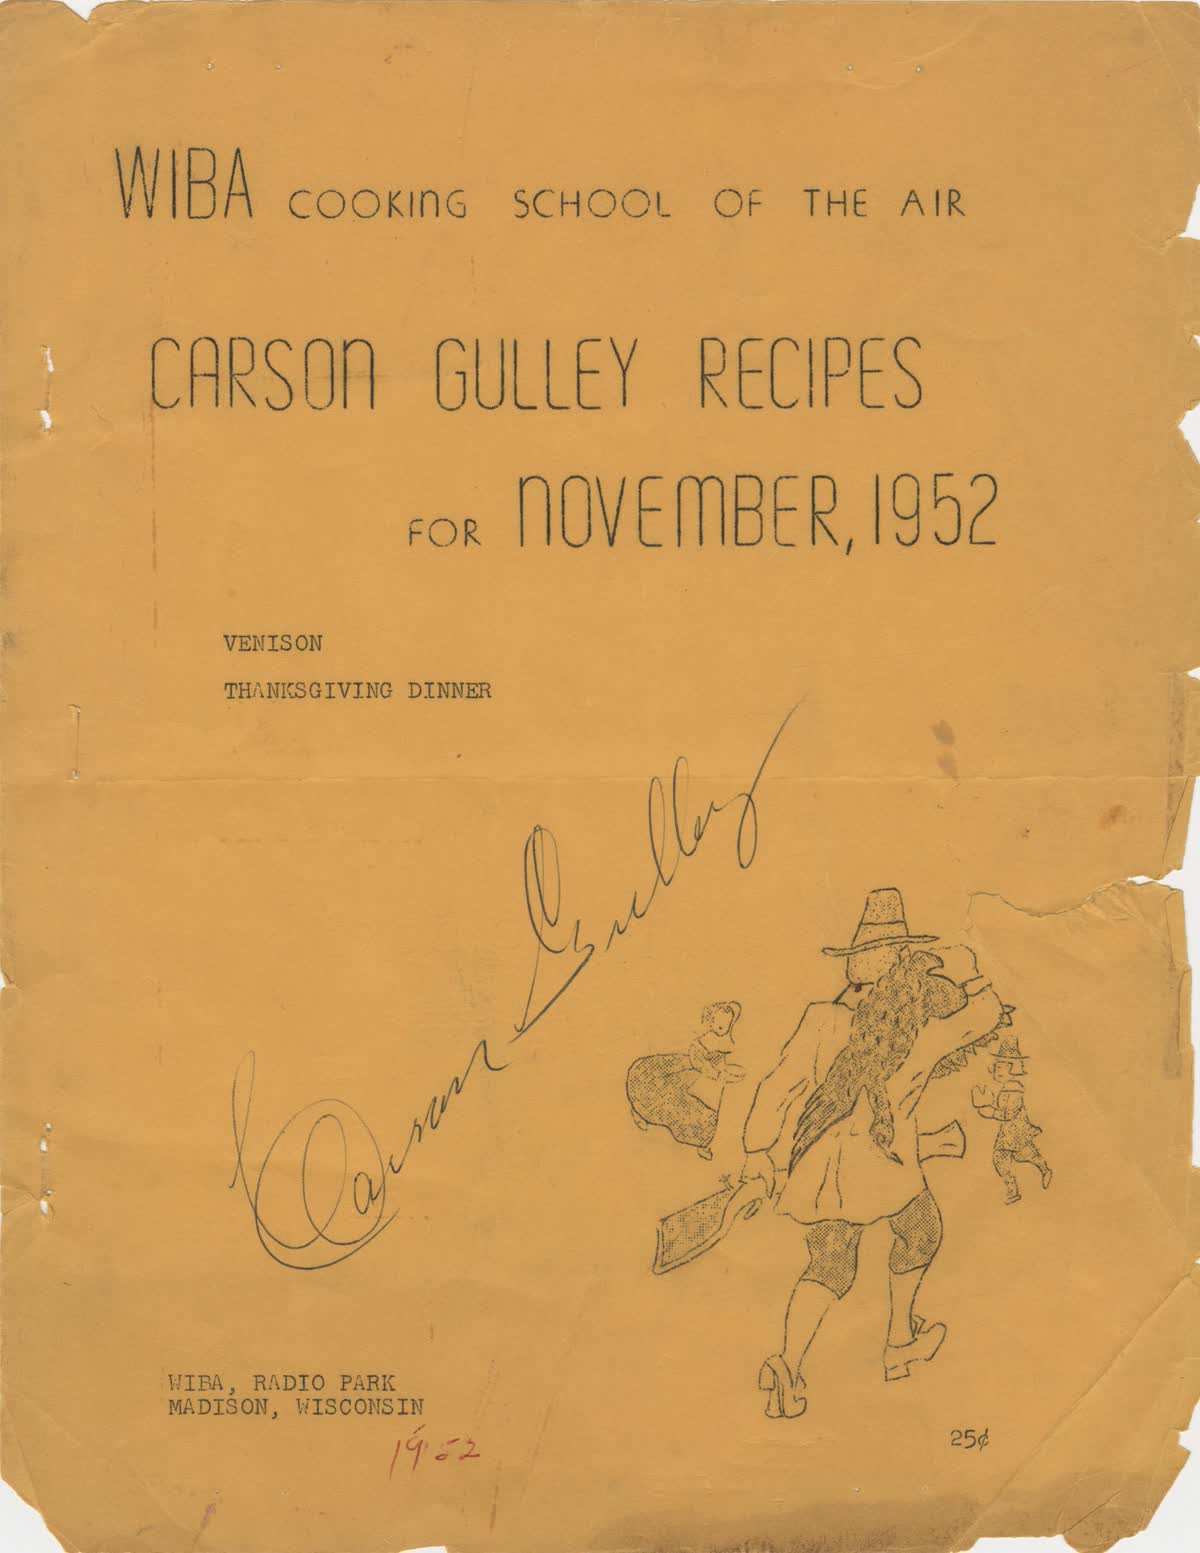 WIBA COOKING SCHOOL OF THE AIR
CARSON GULLEY RECIPES
FOR NOVEMBER, 1952
VENISON
THANKSGIVING DINNER
Carson Gulley
WIBA, RADIO PARK
MADISON, WISCONSIN
1952
25¢